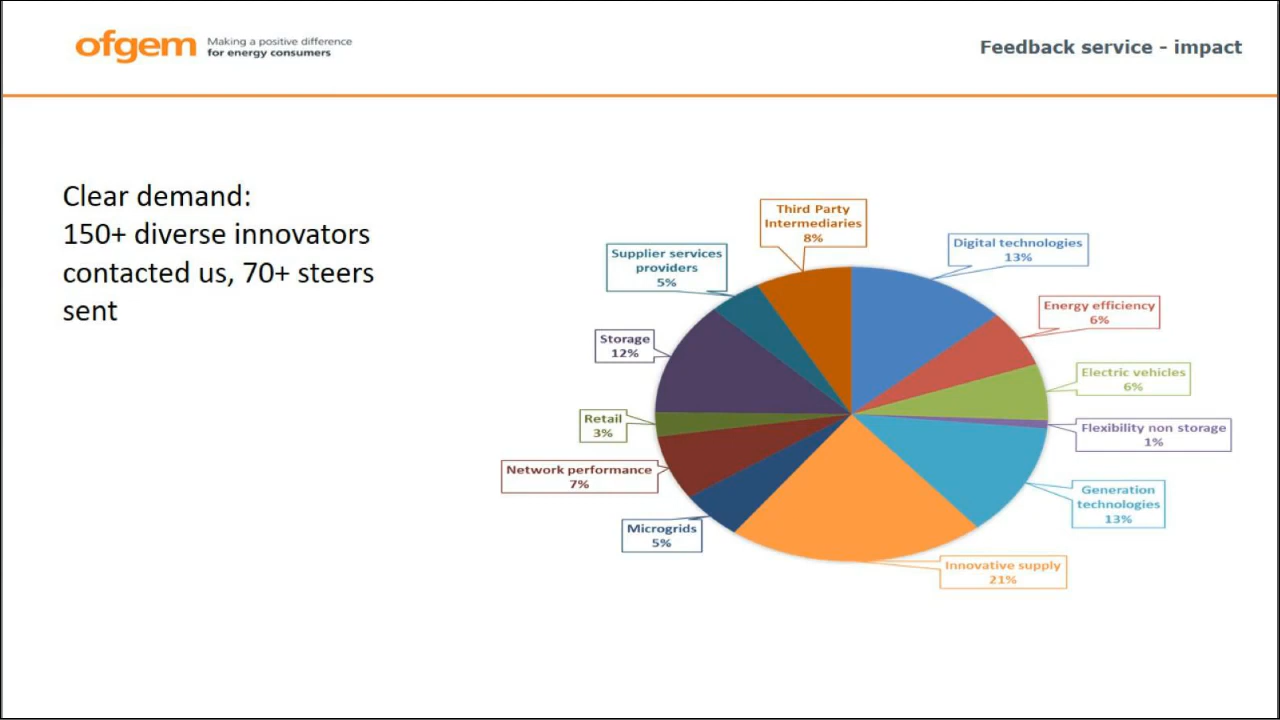 ofgem
Making a positive difference
for energy consumers
Feedback service - impact
Clear demand:
150+ diverse innovators
contacted us, 70+ steers
sent
Third Party
Intermediaries
8%
Digital technologies
13%
Supplier services
providers
5%
Energy efficiency
6%
Storage
12%
Electric vehicles
6%
Retail
3%
Flexibility non storage
1%
Network performance
7%
Generation
technologies
13%
Microgrids
5%
Innovative supply
21%